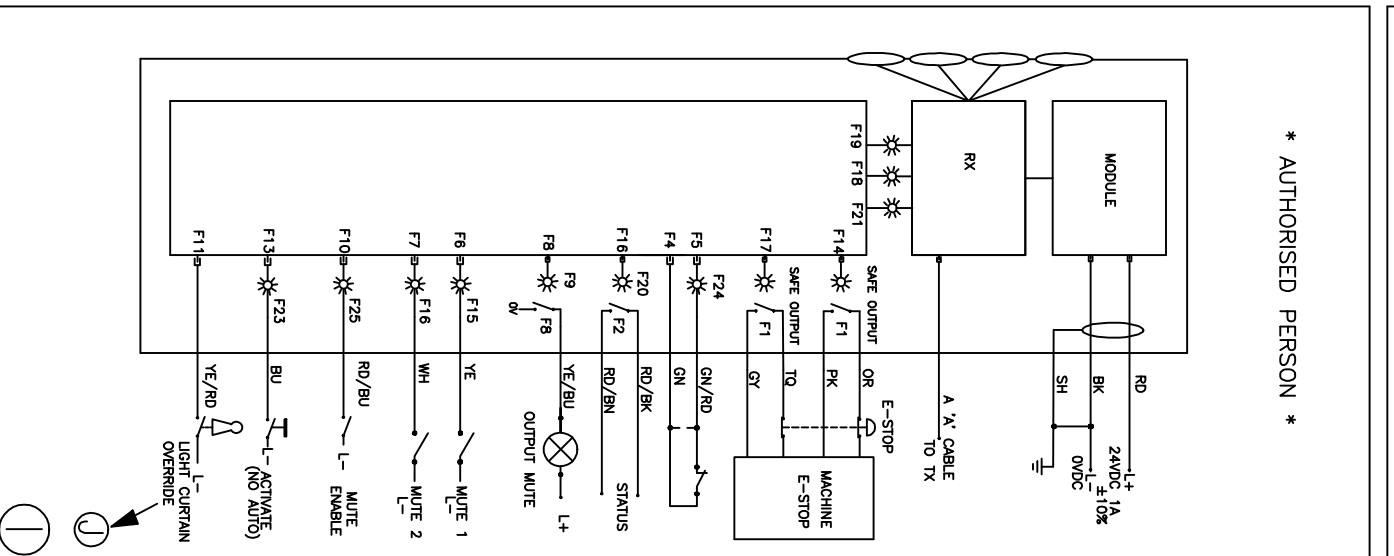 * AUTHORISED PERSON *
MODULE
RX
F19
F18
F21
F11
F13
F10
F7
F6
F8
F16
F4
F5
F17
F14
F23
F25
F16
F15
F9
F20
F24
SAFE OUTPUT
SAFE OUTPUT
0V
F8
F2
F1
F1
YE/RD
BU
RD/BU
WH
YE
YE/BU
RD/BN
RD/BK
GN
GN/RD
GY
TQ
PK
OR
SH
BK
RD
L-
LIGHT CURTAIN
OVERRIDE
L- ACTIVATE
(NO AUTO)
L-
MUTE
ENABLE
MUTE 2
L-
MUTE 1
L-
OUTPUT MUTE
L+
STATUS
E-STOP
MACHINE
E-STOP
A 'A' CABLE
TO TX
L+
24VDC 1A
±10%
L-
0VDC
J
I